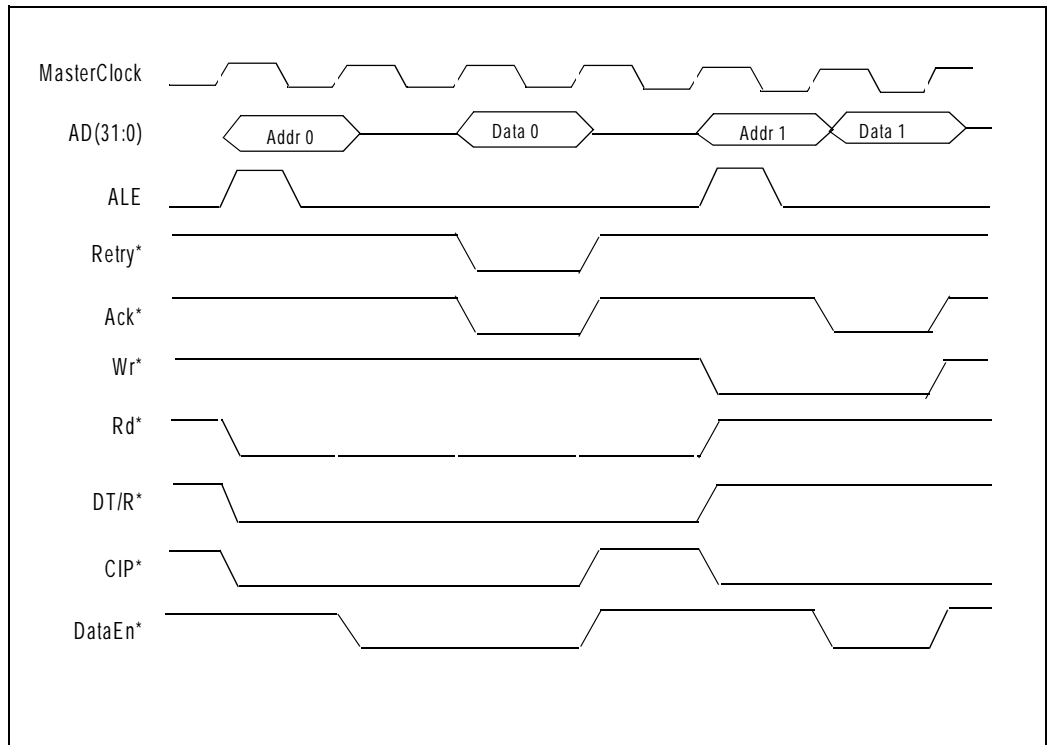 MasterClock
AD(31:0)
Addr 0
Data 0
Addr 1
Data 1
ALE
Retry*
Ack*
Wr*
Rd*
DT/R*
CIP*
DataEn*